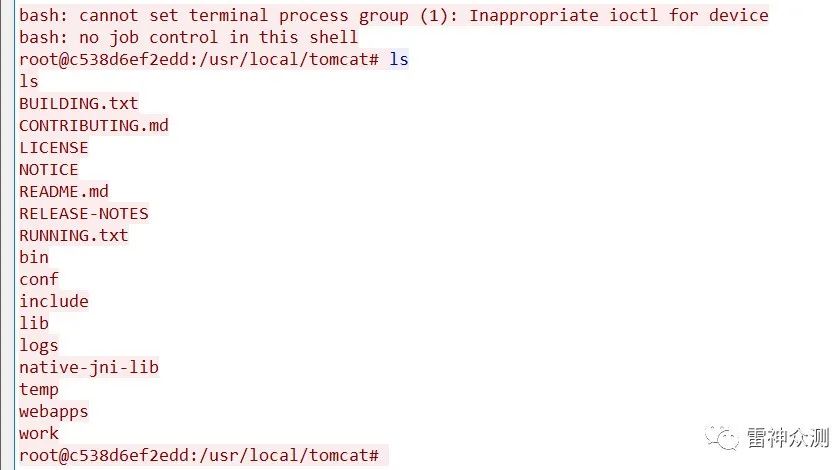 bash: cannot set terminal process group (1): Inappropriate ioctl for device
bash: no job control in this shell
root@c538d6ef2edd:/usr/local/tomcat# ls
ls
BUILDING.txt
CONTRIBUTING.md
LICENSE
NOTICE
README.md
RELEASE-NOTES
RUNNING.txt
bin
conf
include
lib
logs
native-jni-lib
temp
webapps
work
root@c538d6ef2edd:/usr/local/tomcat#
雷神众测